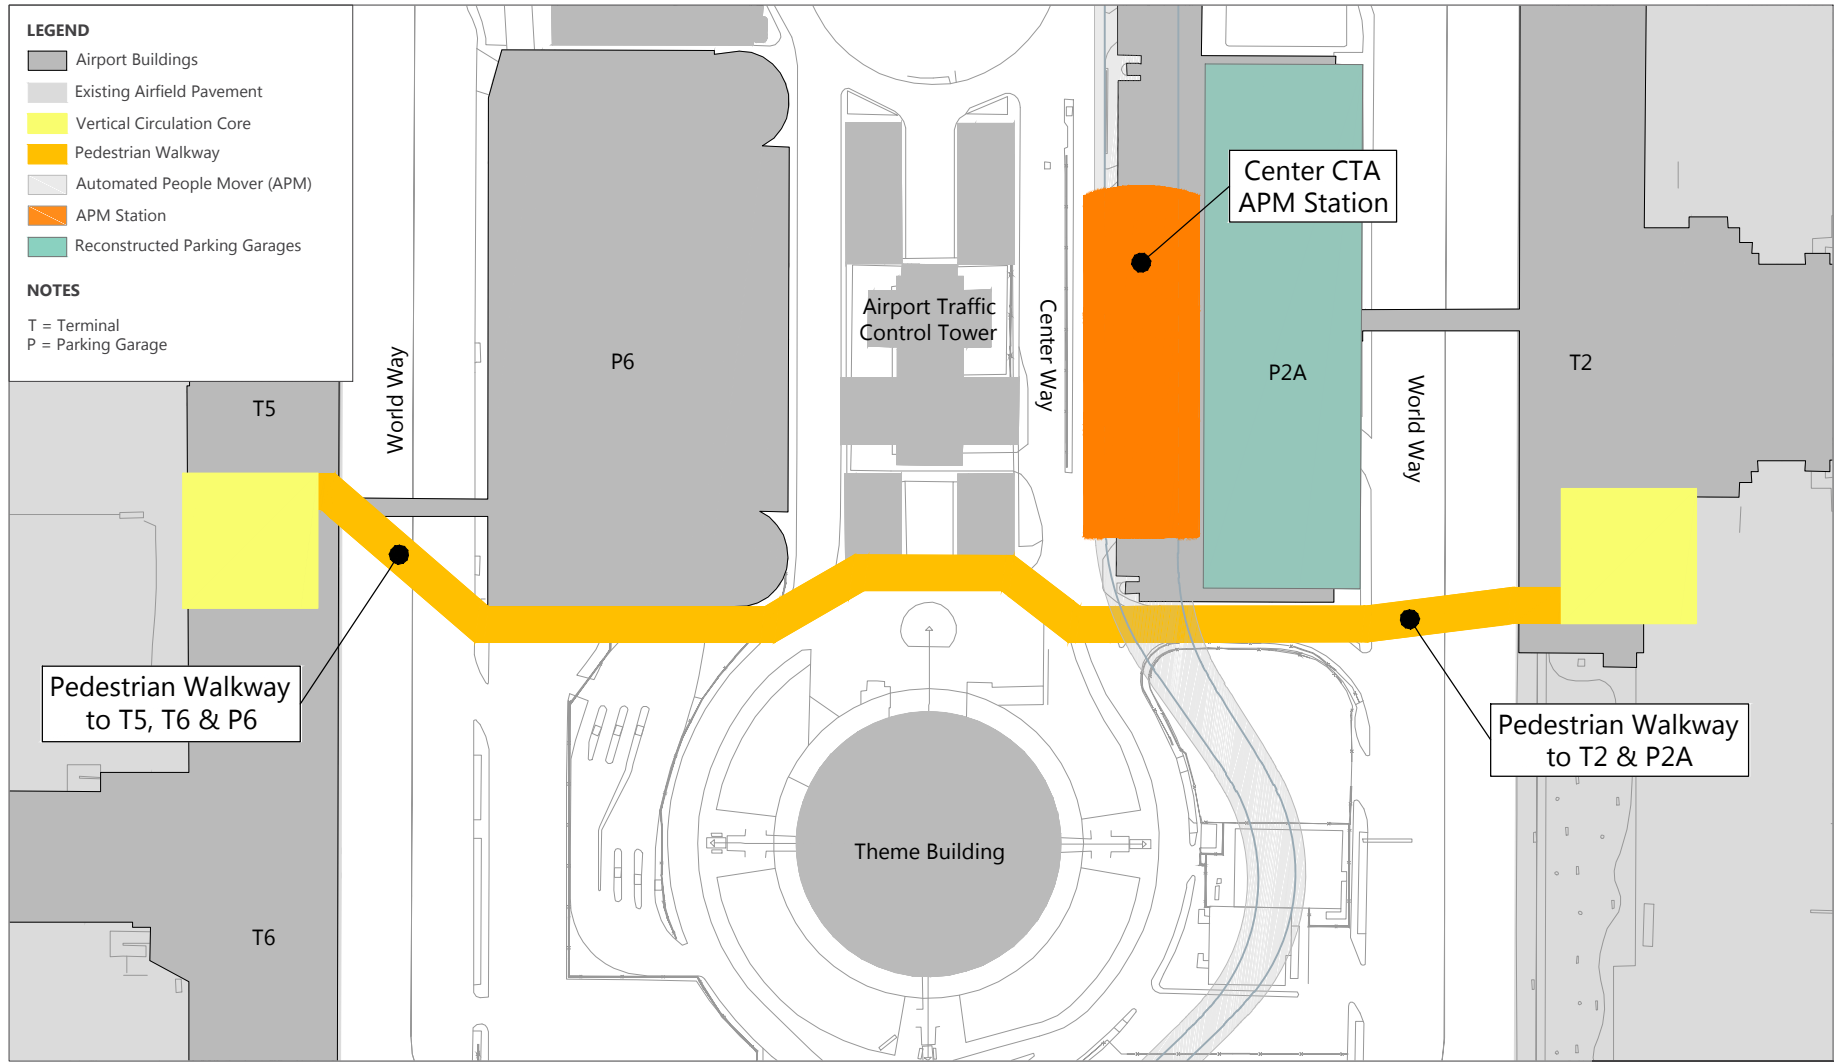 LEGEND
Airport Buildings
Existing Airfield Pavement
Vertical Circulation Core
Pedestrian Walkway
Automated People Mover (APM)
APM Station
Reconstructed Parking Garages
NOTES
T = Terminal
P = Parking Garage
Center CTA
APM Station
Airport Traffic
Control Tower
Center Way
World Way
P6
P2A
T2
T5
World Way
Pedestrian Walkway
to T5, T6 & P6
Pedestrian Walkway
to T2 & P2A
Theme Building
T6